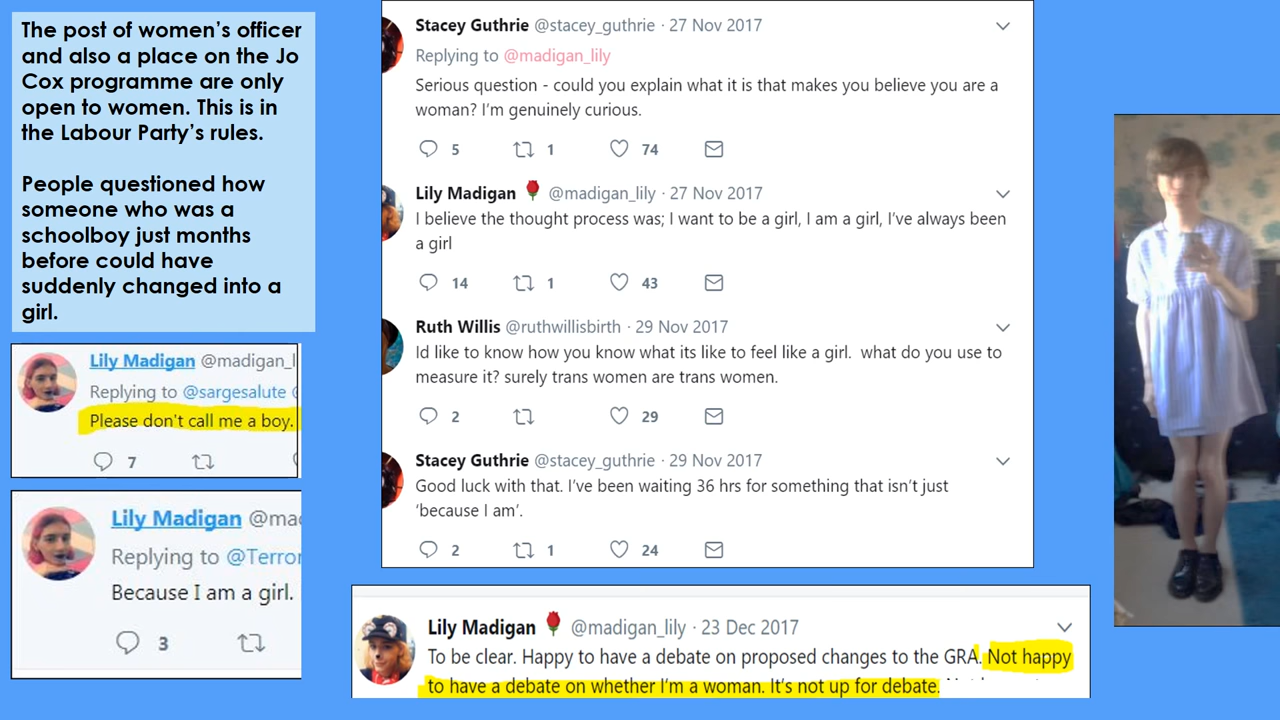 The post of women's officer
and also a place on the Jo
Cox programme are only
open to women. This is in
the Labour Party's rules.
People questioned how
someone who was a
schoolboy just months
before could have
suddenly changed into a
girl.
Lily Madigan @madigan_l
Replying to @sargesalute
Please don't call me a boy.
7
Lily Madigan @mad
Replying to @Terror
Because I am a girl.
3
Stacey Guthrie @stacey_guthrie · 27 Nov 2017
Replying to @madigan_lily
Serious question - could you explain what it is that makes you believe you are a
woman? I'm genuinely curious.
5 1 74
Lily Madigan 🌹 @madigan_lily · 27 Nov 2017
I believe the thought process was; I want to be a girl, I am a girl, I've always been
a girl
14 1 43
Ruth Willis @ruthwillisbirth · 29 Nov 2017
Id like to know how you know what its like to feel like a girl. what do you use to
measure it? surely trans women are trans women.
2 29
Stacey Guthrie @stacey_guthrie · 29 Nov 2017
Good luck with that. I've been waiting 36 hrs for something that isn't just
'because I am'.
2 1 24
Lily Madigan 🌹 @madigan_lily · 23 Dec 2017
To be clear. Happy to have a debate on proposed changes to the GRA. Not happy
to have a debate on whether I'm a woman. It's not up for debate.